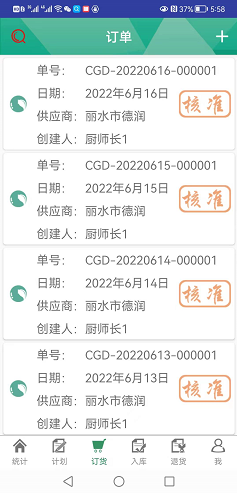 37% 5:58
订单
单号： CGD-20220616-000001
日期： 2022年6月16日
核准
供应商： 丽水市德润
创建人： 厨师长1
单号： CGD-20220615-000001
日期： 2022年6月15日
核准
供应商： 丽水市德润
创建人： 厨师长1
单号： CGD-20220614-000001
日期： 2022年6月14日
核准
供应商： 丽水市德润
创建人： 厨师长1
单号： CGD-20220613-000001
日期： 2022年6月13日
核准
供应商： 丽水市德润
创建人： 厨师长1
统计 计划 订货 入库 退货 我